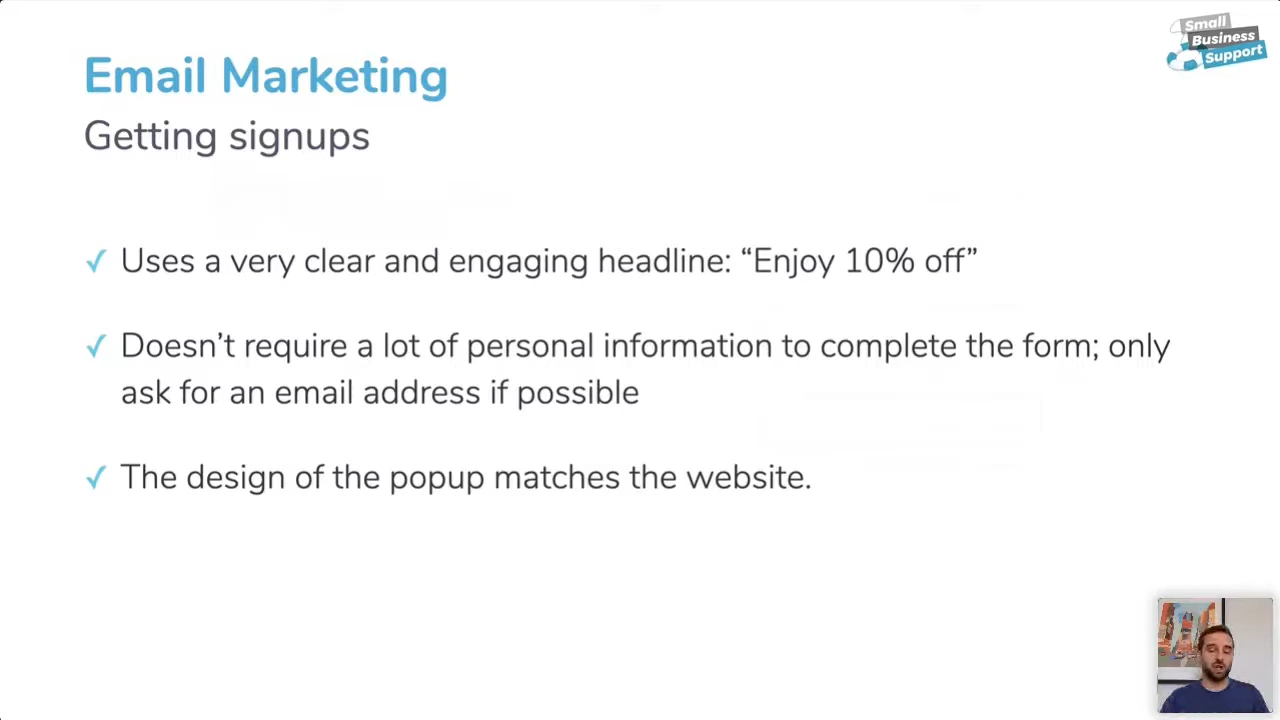 Small
Business
Support
Email Marketing
Getting signups
✓ Uses a very clear and engaging headline: “Enjoy 10% off”
✓ Doesn’t require a lot of personal information to complete the form; only
ask for an email address if possible
✓ The design of the popup matches the website.